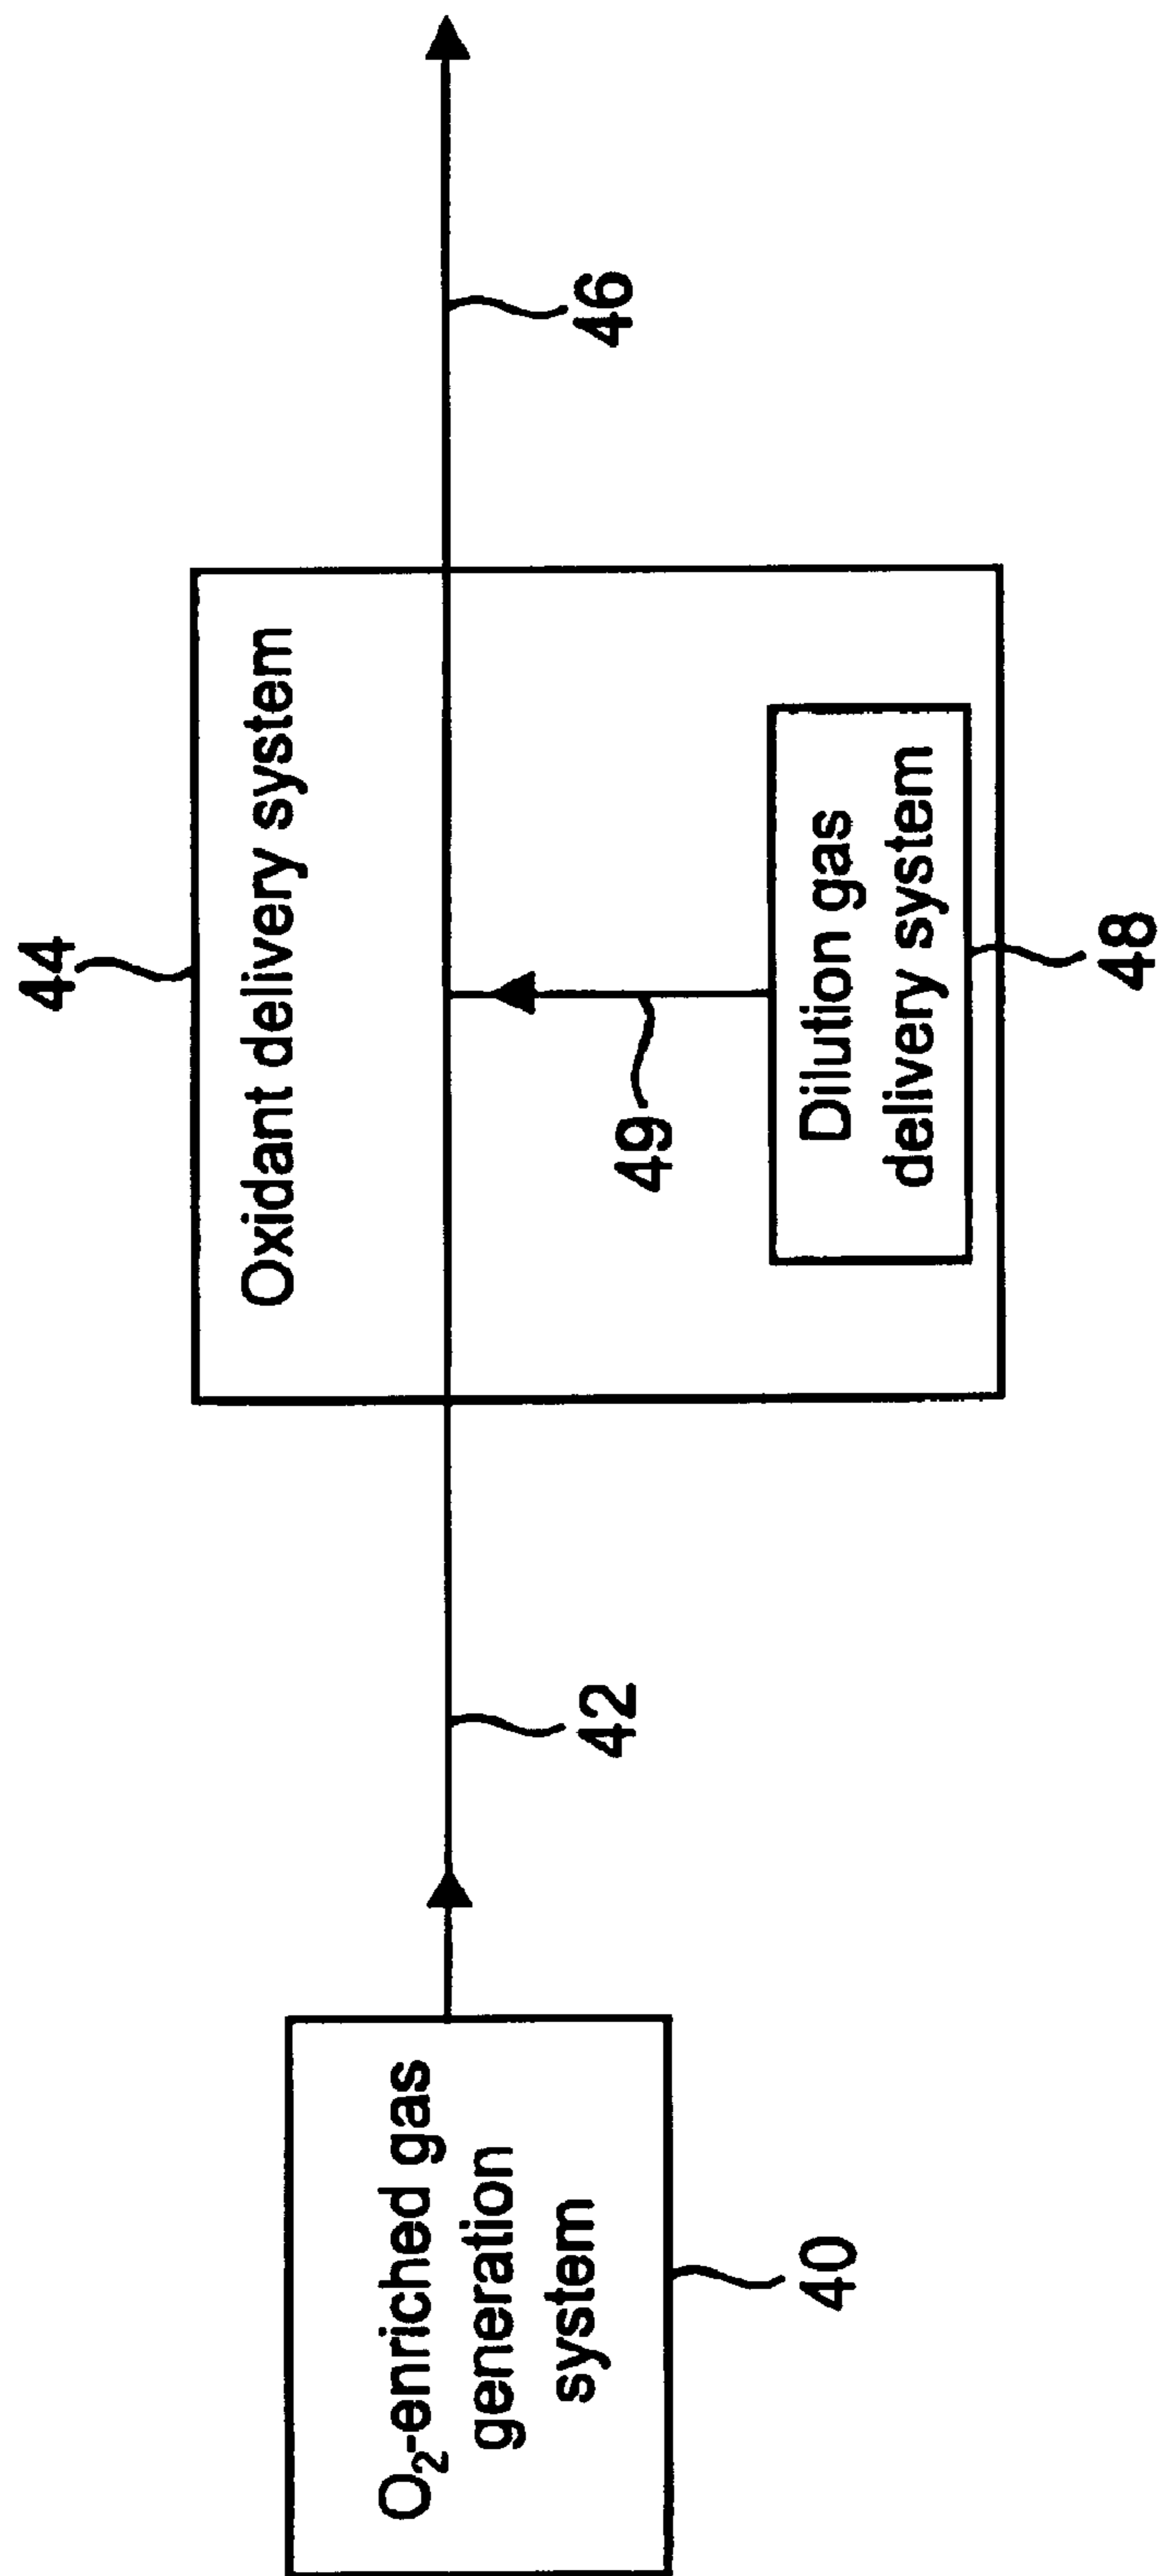 O₂-enriched gas
generation
system
40
42
44
Oxidant delivery system
49
Dilution gas
delivery system
48
46